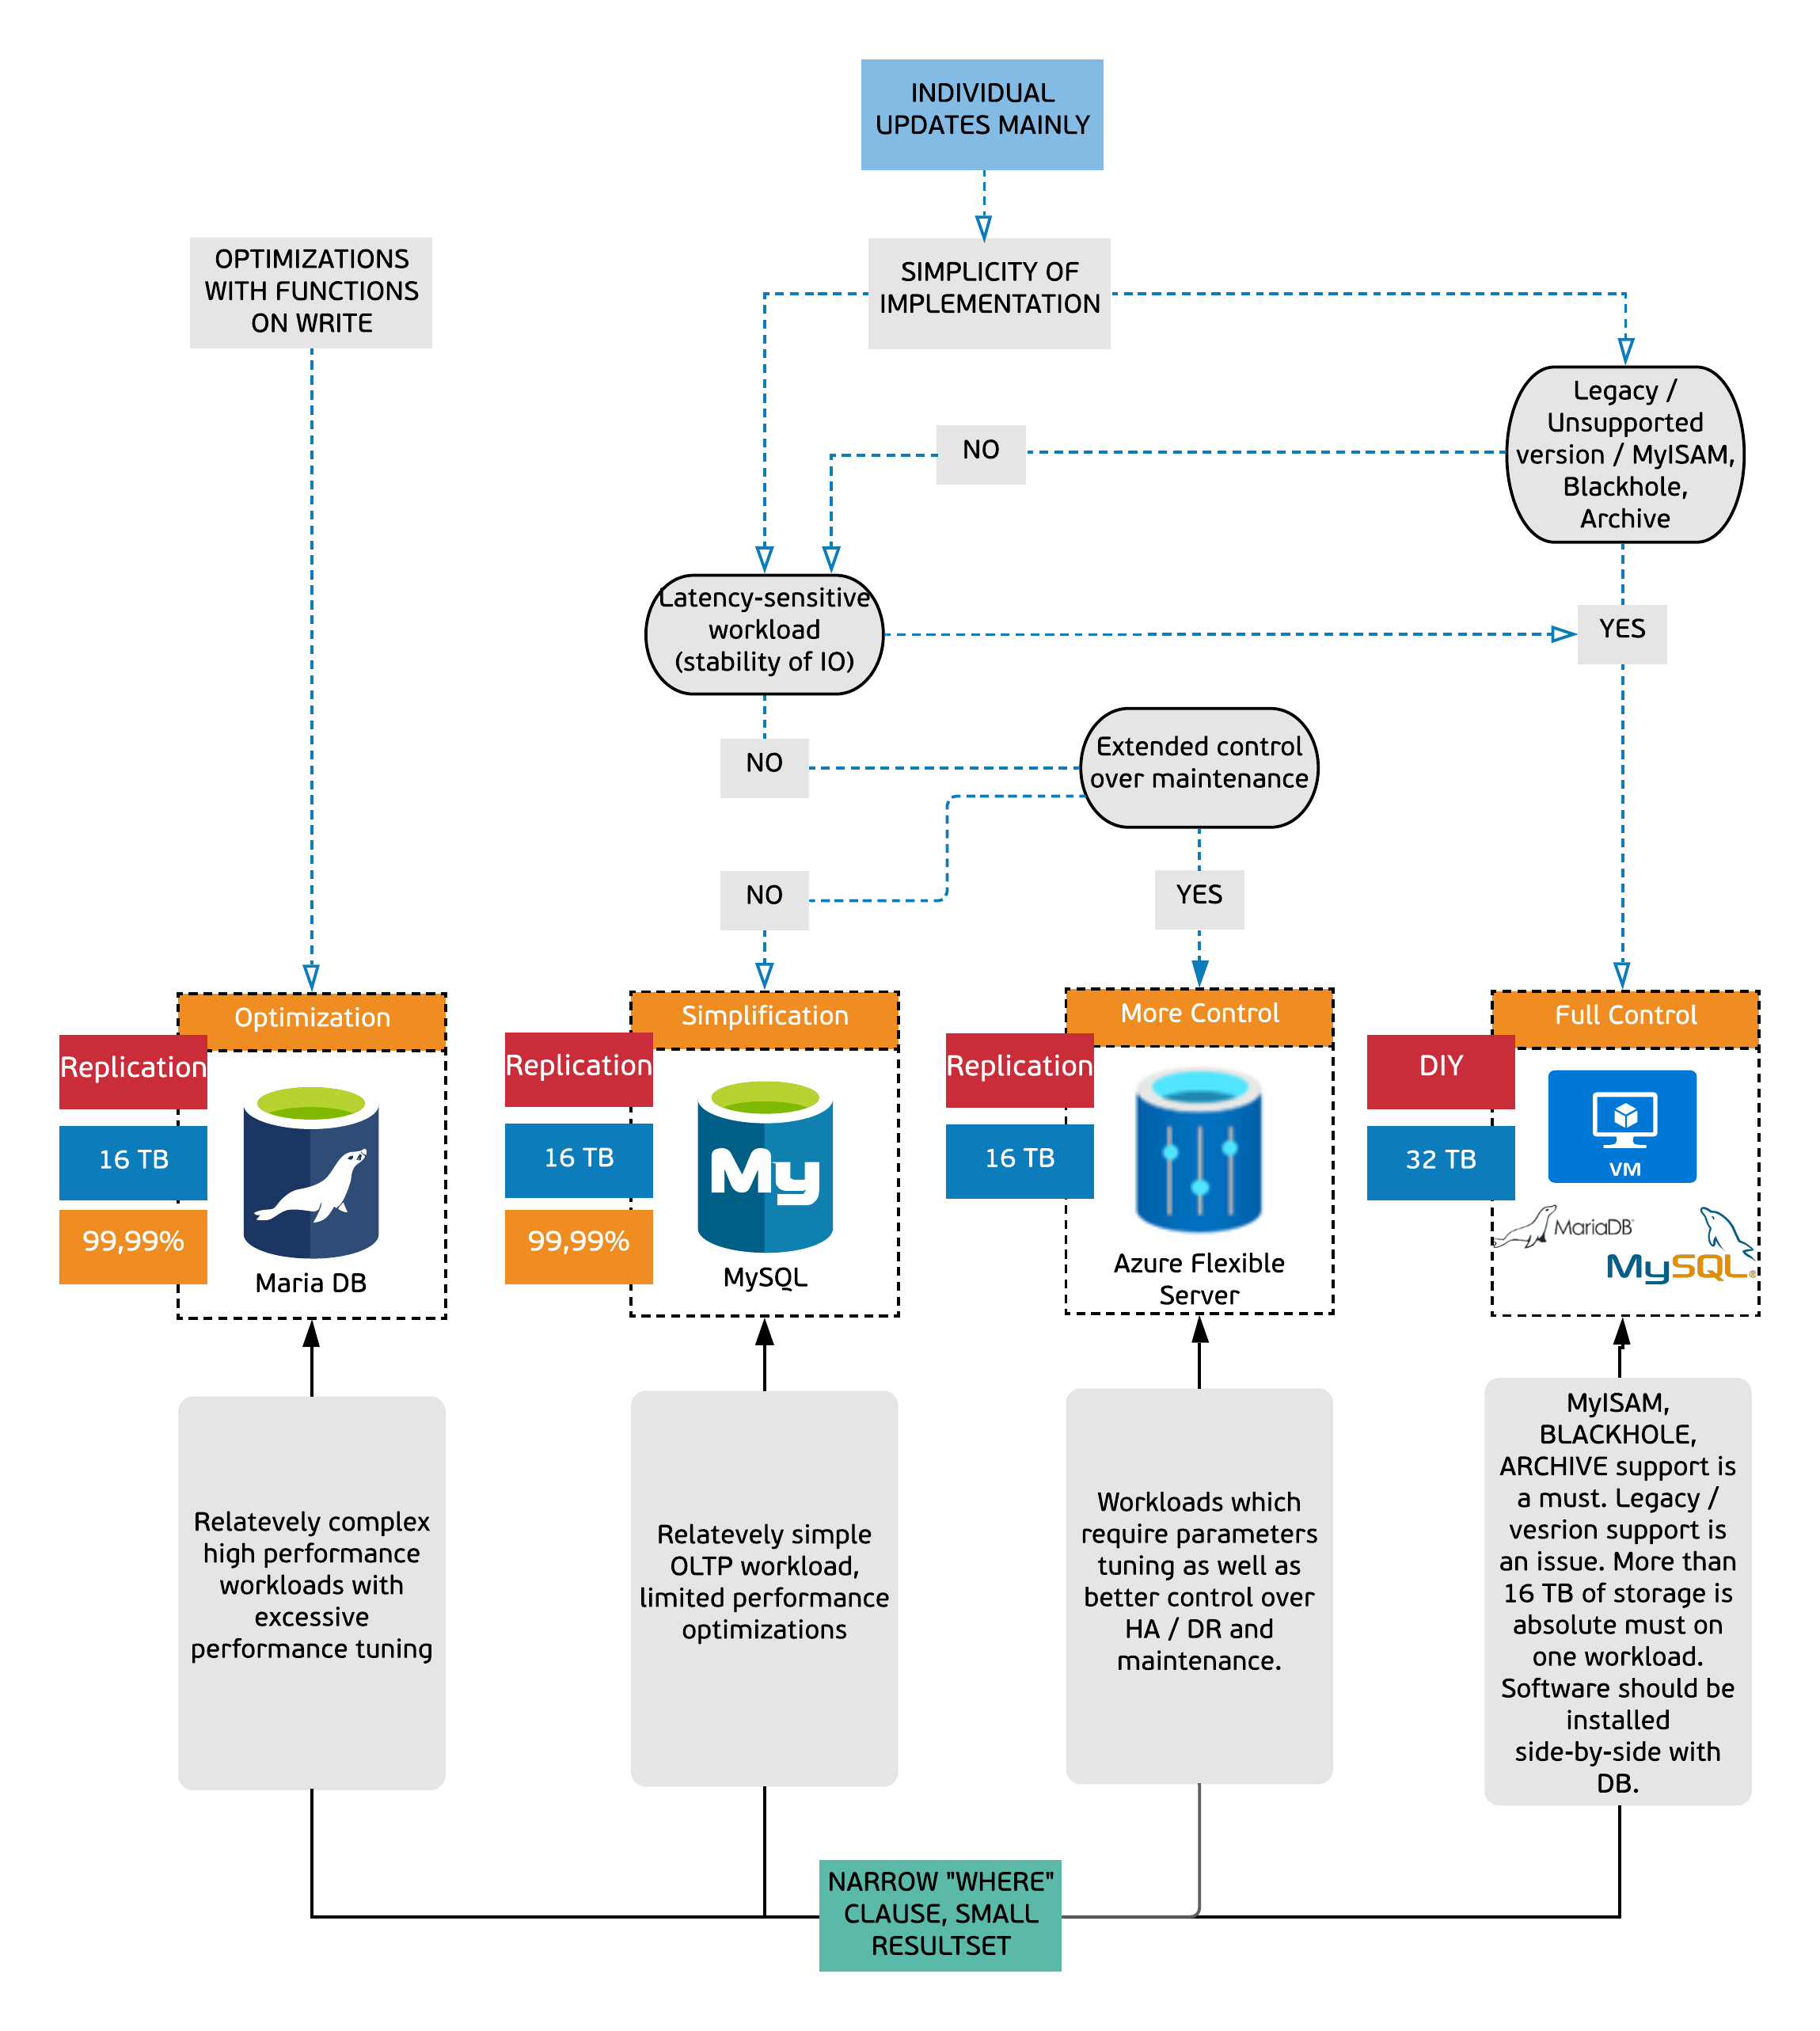 INDIVIDUAL
UPDATES MAINLY
OPTIMIZATIONS
WITH FUNCTIONS
ON WRITE
SIMPLICITY OF
IMPLEMENTATION
Legacy /
Unsupported
version / MyISAM,
Blackhole,
Archive
NO
Latency-sensitive
workload
(stability of IO)
YES
NO
Extended control
over maintenance
NO
YES
Optimization
Replication
16 TB
99,99%
Maria DB
Simplification
Replication
16 TB
99,99%
My
MySQL
More Control
Replication
16 TB
Azure Flexible
Server
Full Control
DIY
32 TB
VM
MariaDB
MySQL®
Relatevely complex
high performance
workloads with
excessive
performance tuning
Relatevely simple
OLTP workload,
limited performance
optimizations
Workloads which
require parameters
tuning as well as
better control over
HA / DR and
maintenance.
MyISAM,
BLACKHOLE,
ARCHIVE support is
a must. Legacy /
vesrion support is
an issue. More than
16 TB of storage is
absolute must on
one workload.
Software should be
installed
side-by-side with
DB.
NARROW "WHERE"
CLAUSE, SMALL
RESULTSET